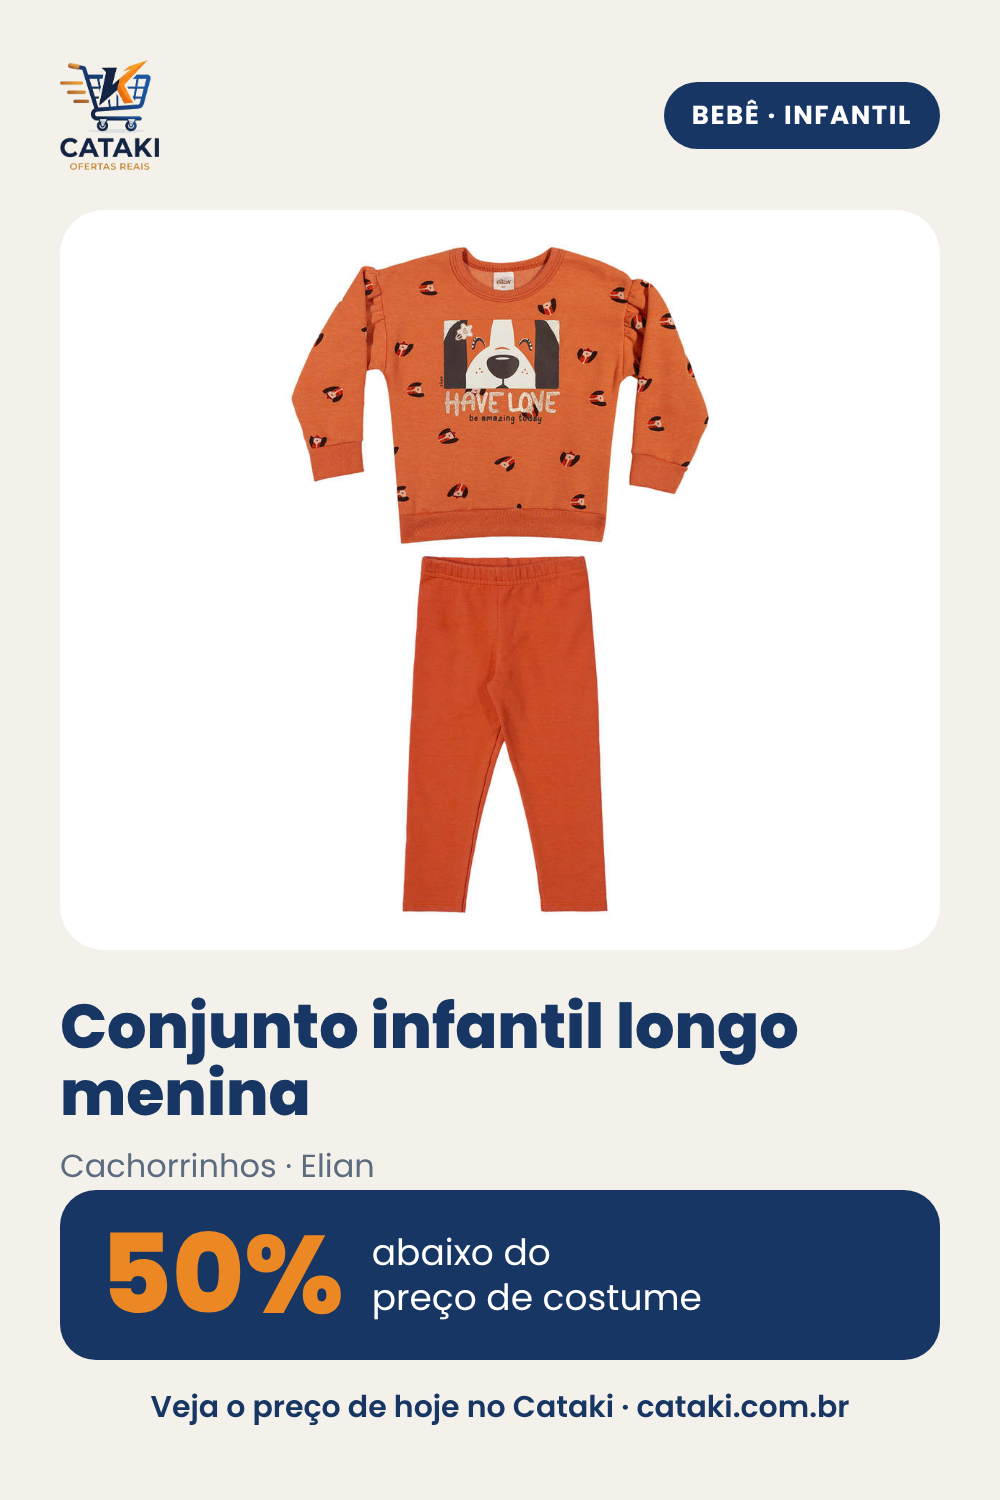 CATAKI
OFERTAS REAIS
BEBÊ · INFANTIL
elian
HAVE LOVE
be amazing today
Conjunto infantil longo
menina
Cachorrinhos · Elian
50%
abaixo do
preço de costume
Veja o preço de hoje no Cataki · cataki.com.br